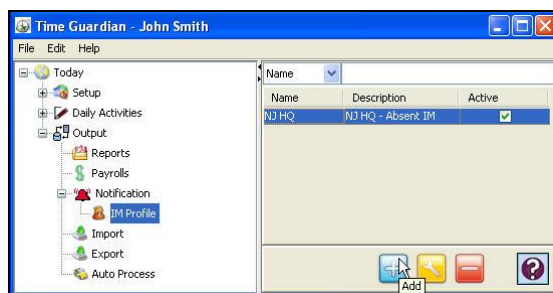 Time Guardian - John Smith
File Edit Help
Today
Setup
Daily Activities
Output
Reports
Payrolls
Notification
IM Profile
Import
Export
Auto Process
Name
Name Description Active
NJ HQ NJ HQ - Absent IM
Add